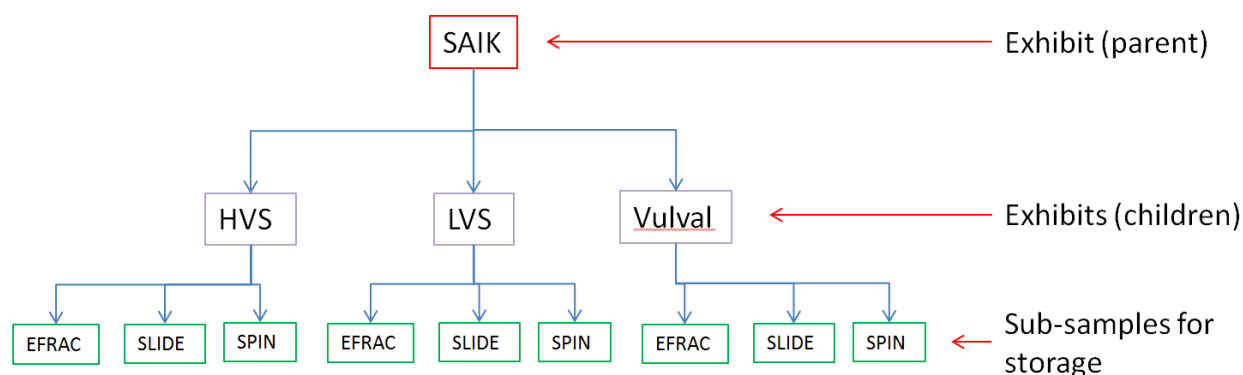 SAIK
Exhibit (parent)
HVS
LVS
Vulval
Exhibits (children)
EFRAC
SLIDE
SPIN
EFRAC
SLIDE
SPIN
EFRAC
SLIDE
SPIN
Sub-samples for
storage